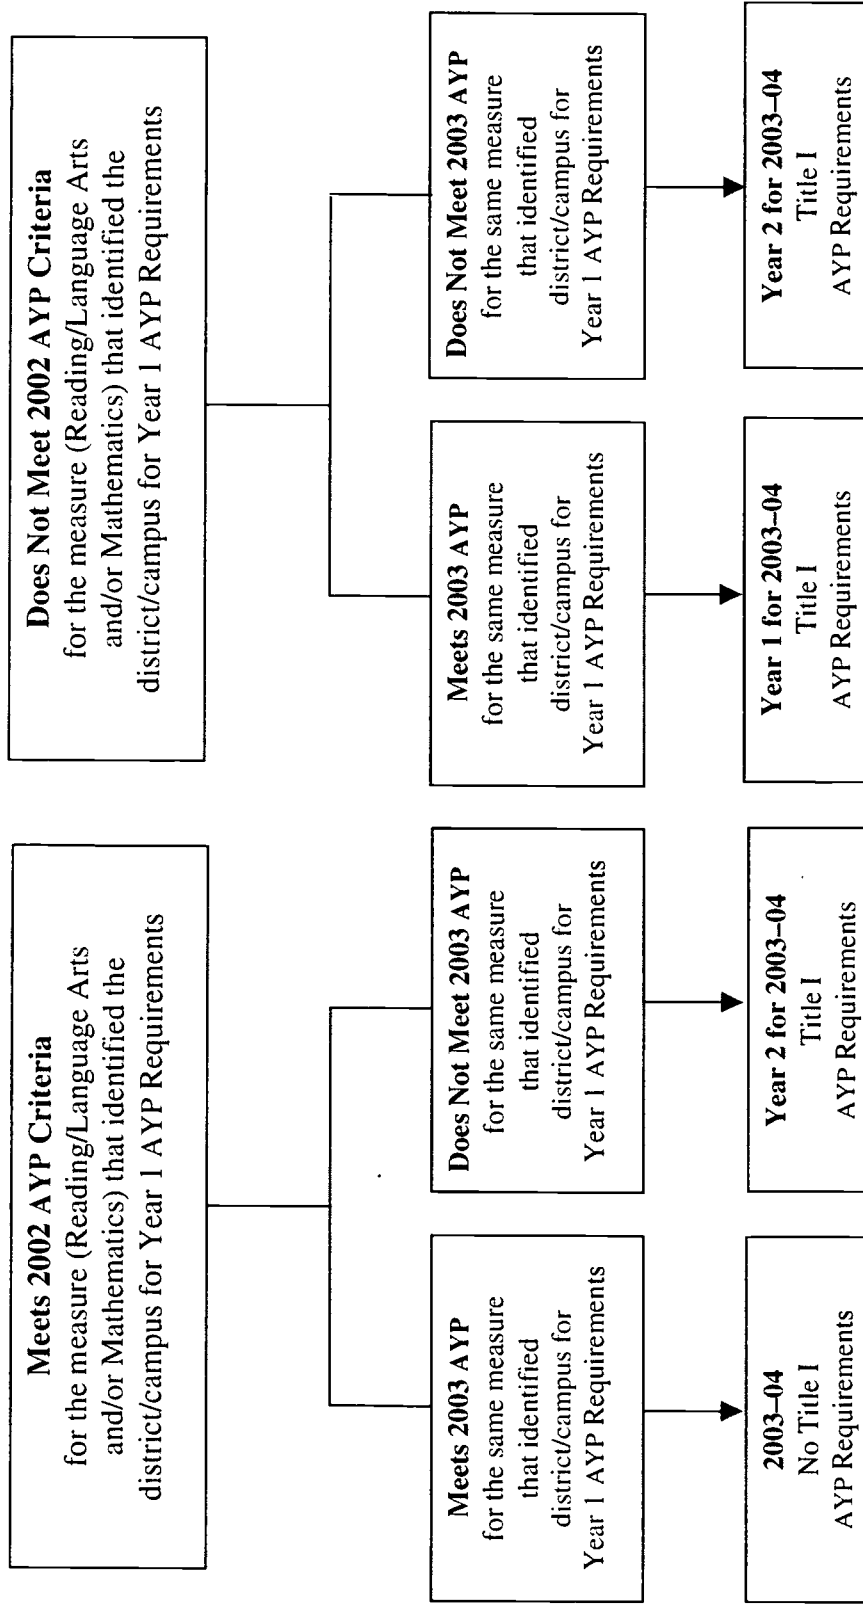 Meets 2002 AYP Criteria
for the measure (Reading/Language Arts
and/or Mathematics) that identified the
district/campus for Year 1 AYP Requirements
Does Not Meet 2002 AYP Criteria
for the measure (Reading/Language Arts
and/or Mathematics) that identified the
district/campus for Year 1 AYP Requirements
Meets 2003 AYP
for the same measure
that identified
district/campus for
Year 1 AYP Requirements
Does Not Meet 2003 AYP
for the same measure
that identified
district/campus for
Year 1 AYP Requirements
Meets 2003 AYP
for the same measure
that identified
district/campus for
Year 1 AYP Requirements
Does Not Meet 2003 AYP
for the same measure
that identified
district/campus for
Year 1 AYP Requirements
2003–04
No Title I
AYP Requirements
Year 2 for 2003–04
Title I
AYP Requirements
Year 1 for 2003–04
Title I
AYP Requirements
Year 2 for 2003–04
Title I
AYP Requirements